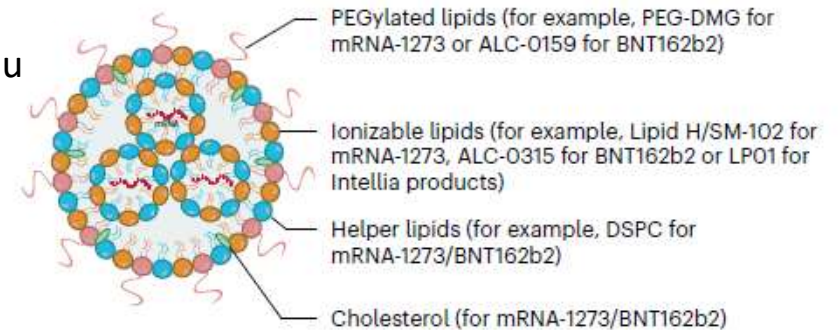 PEGylated lipids (for example, PEG-DMG for
mRNA-1273 or ALC-0159 for BNT162b2)
u
Ionizable lipids (for example, Lipid H/SM-102 for
mRNA-1273, ALC-0315 for BNT162b2 or LP01 for
Intellia products)
mRNA
Helper lipids (for example, DSPC for
mRNA-1273/BNT162b2)
Cholesterol (for mRNA-1273/BNT162b2)